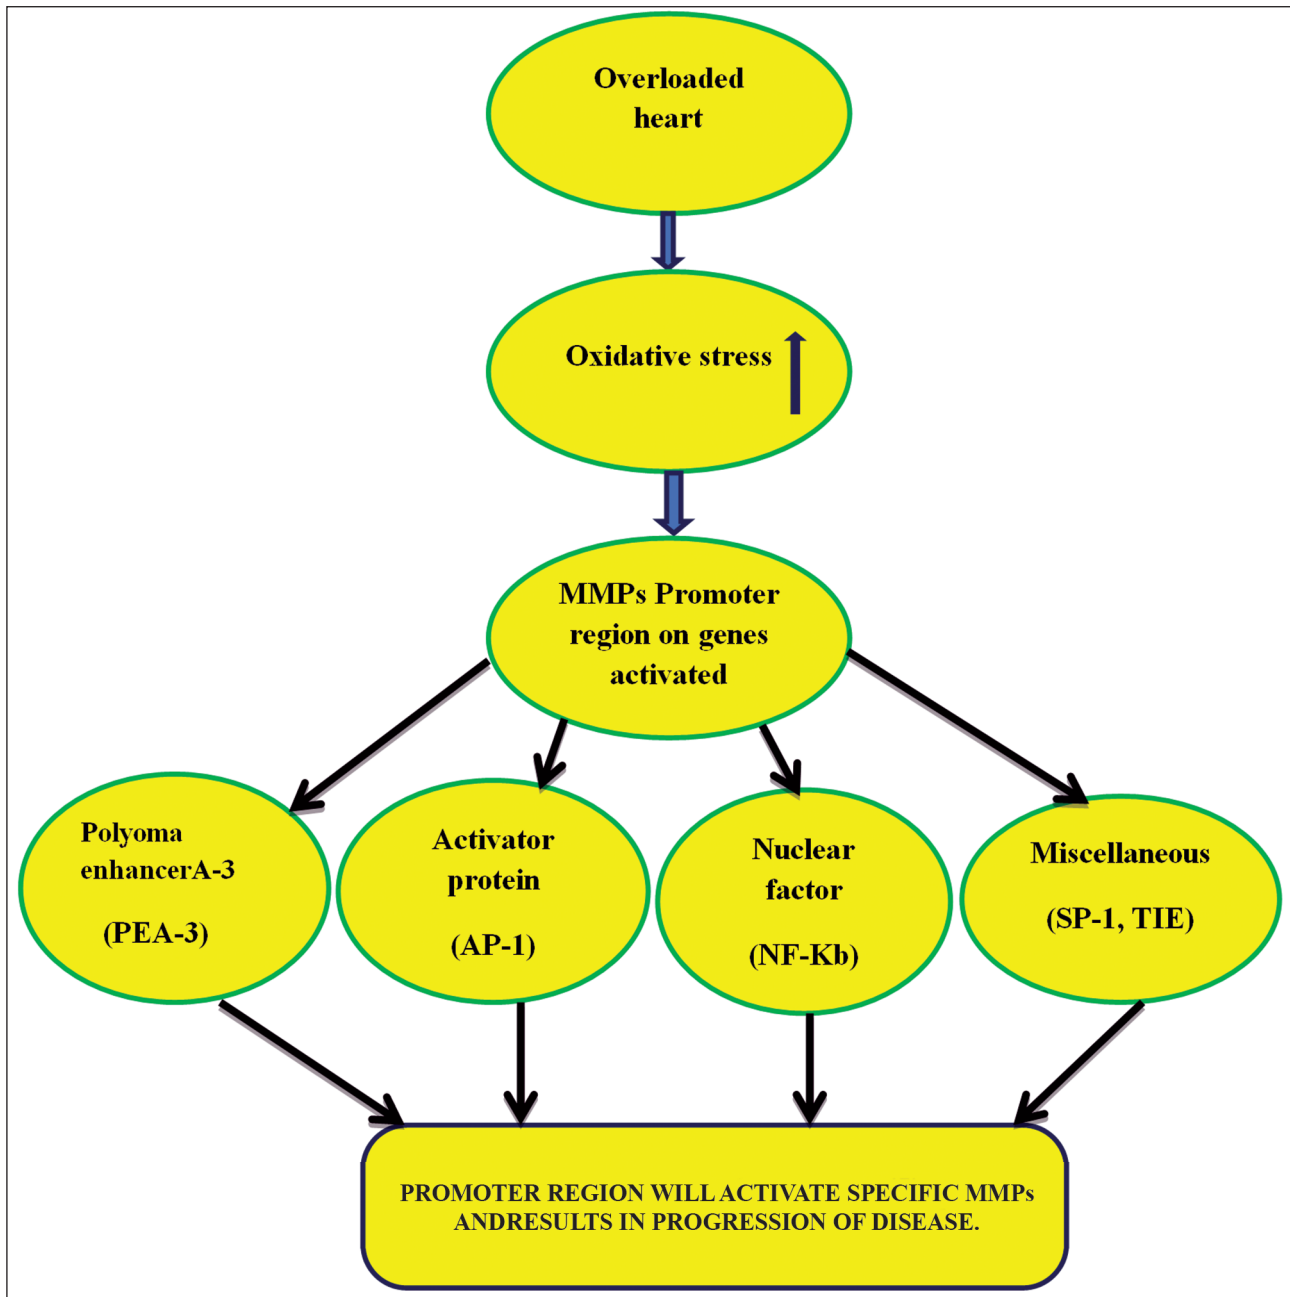 Overloaded
heart
Oxidative stress
MMPs Promoter
region on genes
activated
Polyoma
enhancerA-3
(PEA-3)
Activator
protein
(AP-1)
Nuclear
factor
(NF-Kb)
Miscellaneous
(SP-1, TIE)
PROMOTER REGION WILL ACTIVATE SPECIFIC MMPs
ANDRESULTS IN PROGRESSION OF DISEASE.